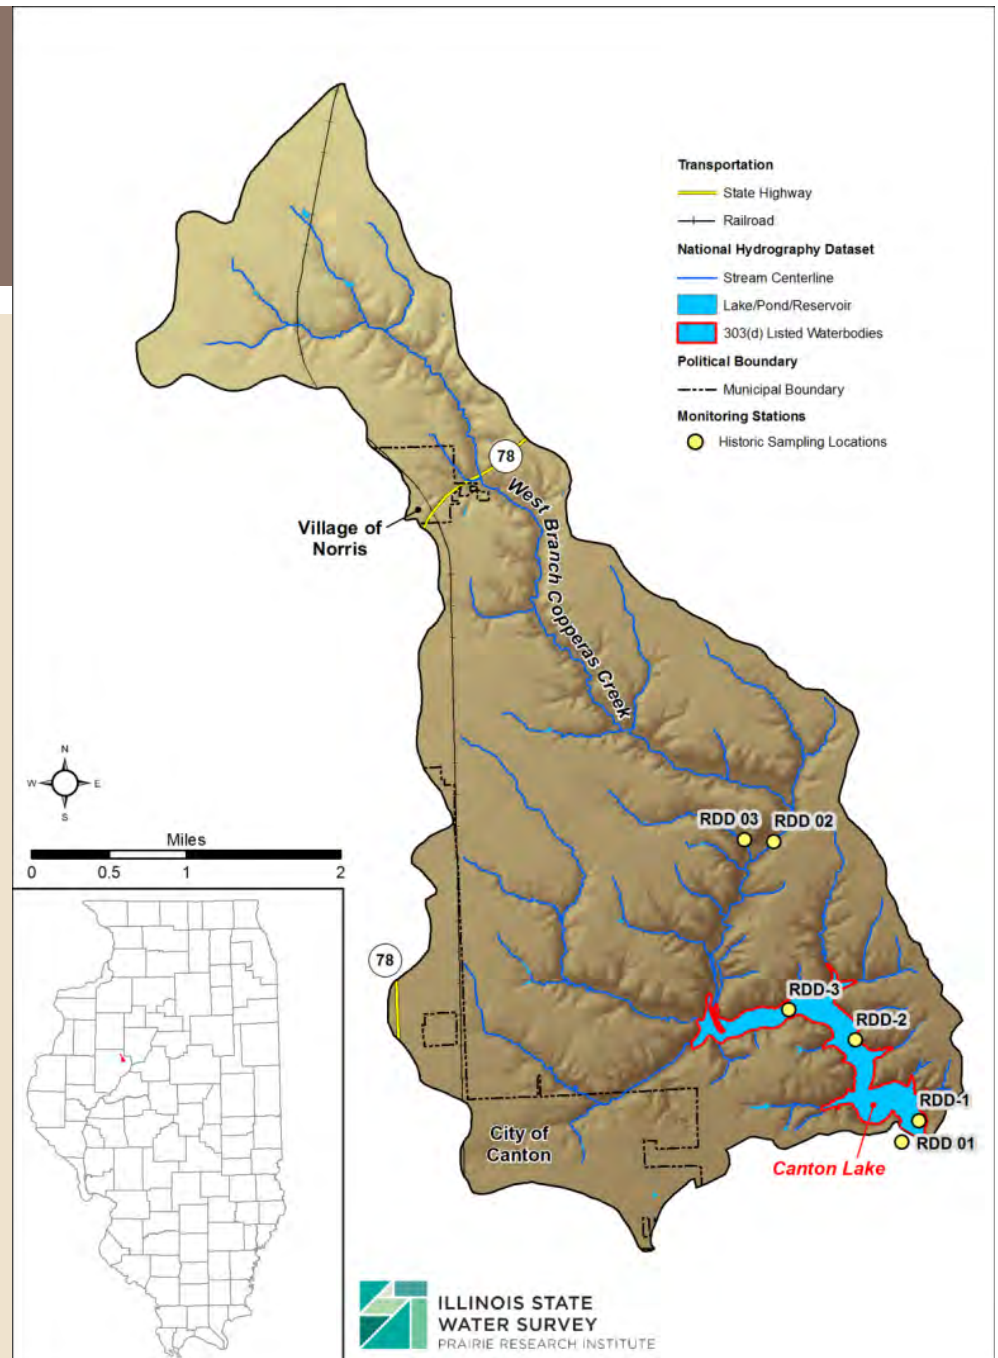 Transportation
State Highway
Railroad
National Hydrography Dataset
Stream Centerline
Lake/Pond/Reservoir
303(d) Listed Waterbodies
Political Boundary
Municipal Boundary
Monitoring Stations
Historic Sampling Locations
78
Village of
Norris
West Branch Copperas Creek
N
W
E
S
Miles
0
0.5
1
2
RDD 03
RDD 02
78
RDD-3
RDD-2
RDD-1
RDD 01
City of
Canton
Canton Lake
ILLINOIS STATE
WATER SURVEY
PRAIRIE RESEARCH INSTITUTE